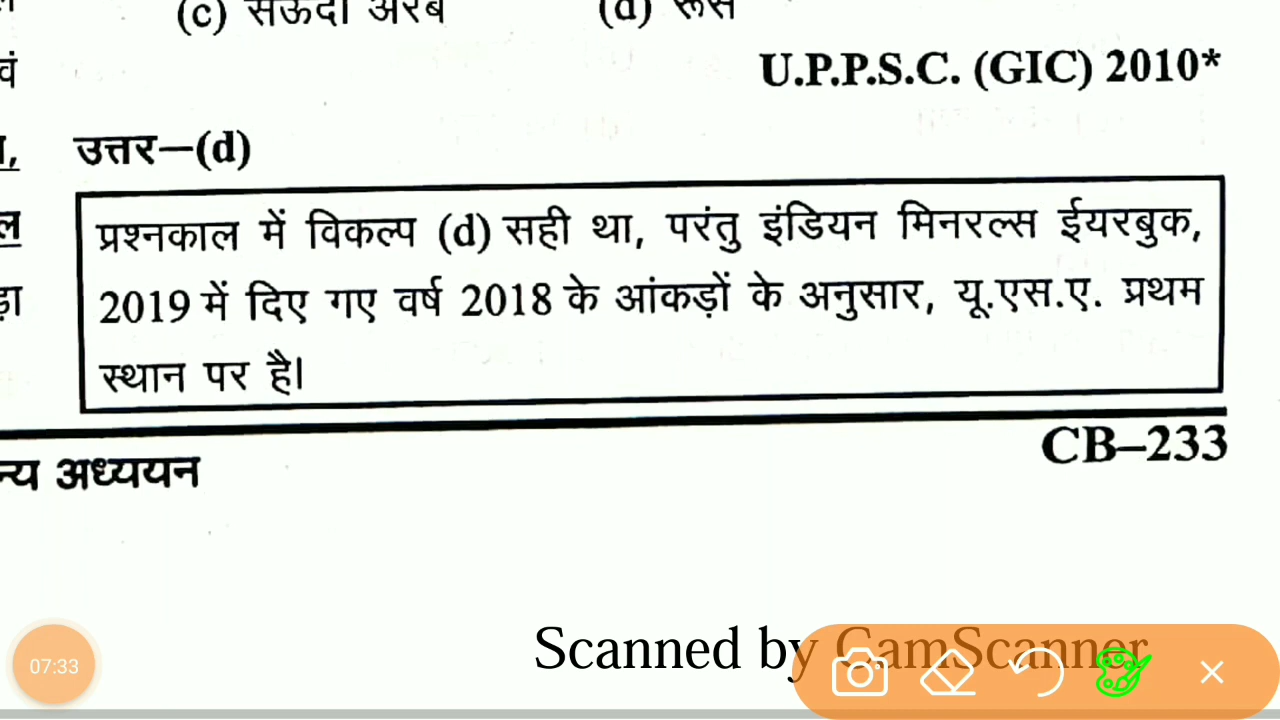 (c) सऊदी अरब (d) रूस
वं
U.P.P.S.C. (GIC) 2010*
उत्तर—(d)
प्रश्नकाल में विकल्प (d) सही था, परंतु इंडियन मिनरल्स ईयरबुक,
2019 में दिए गए वर्ष 2018 के आंकड़ों के अनुसार, यू.एस.ए. प्रथम
स्थान पर है।
CB–233
न्य अध्ययन
Scanned by CamScanner
07:33